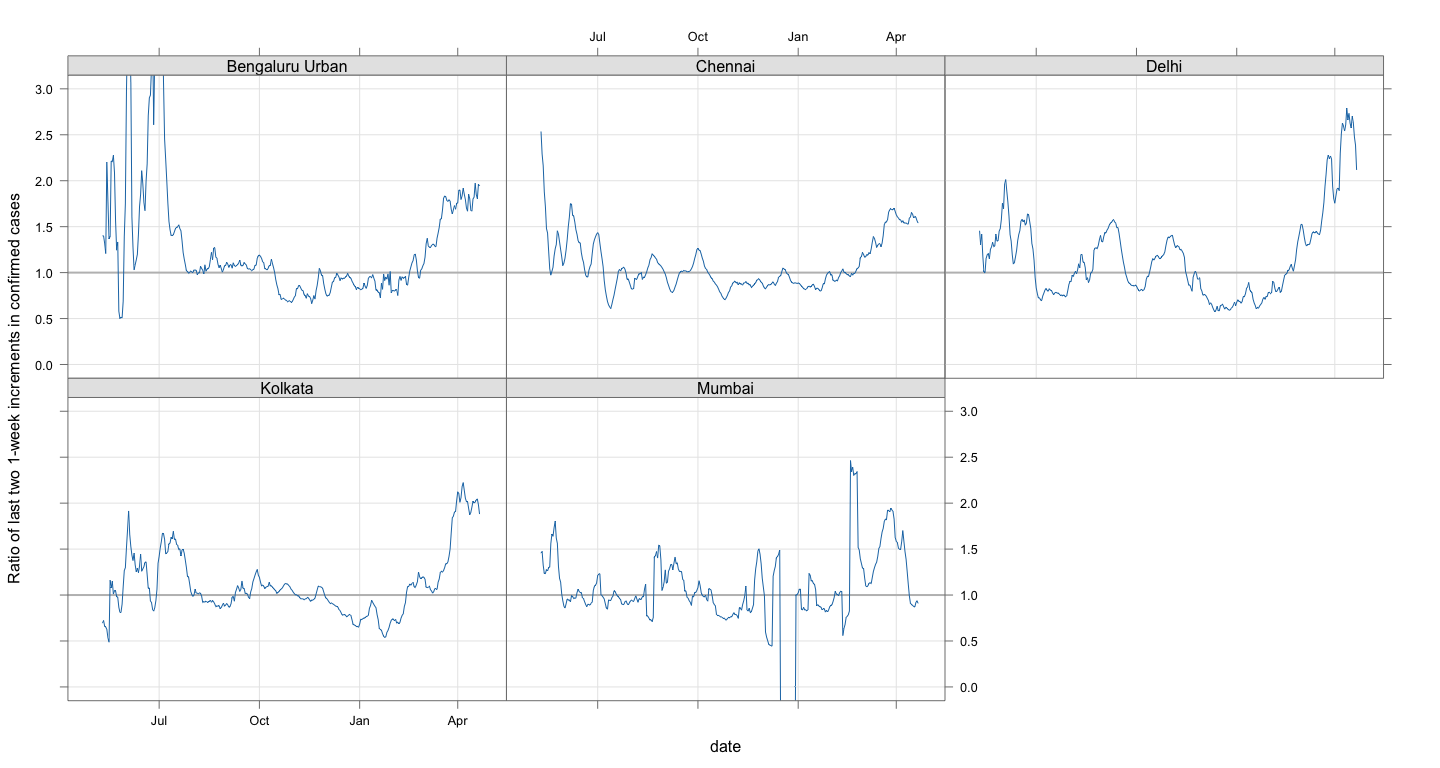 Jul Oct Jan Apr
Bengaluru Urban Chennai Delhi
3.0
2.5
2.0
1.5
1.0
0.5
0.0
Kolkata Mumbai
3.0
2.5
2.0
1.5
1.0
0.5
0.0
Jul Oct Jan Apr
date
Ratio of last two 1-week increments in confirmed cases